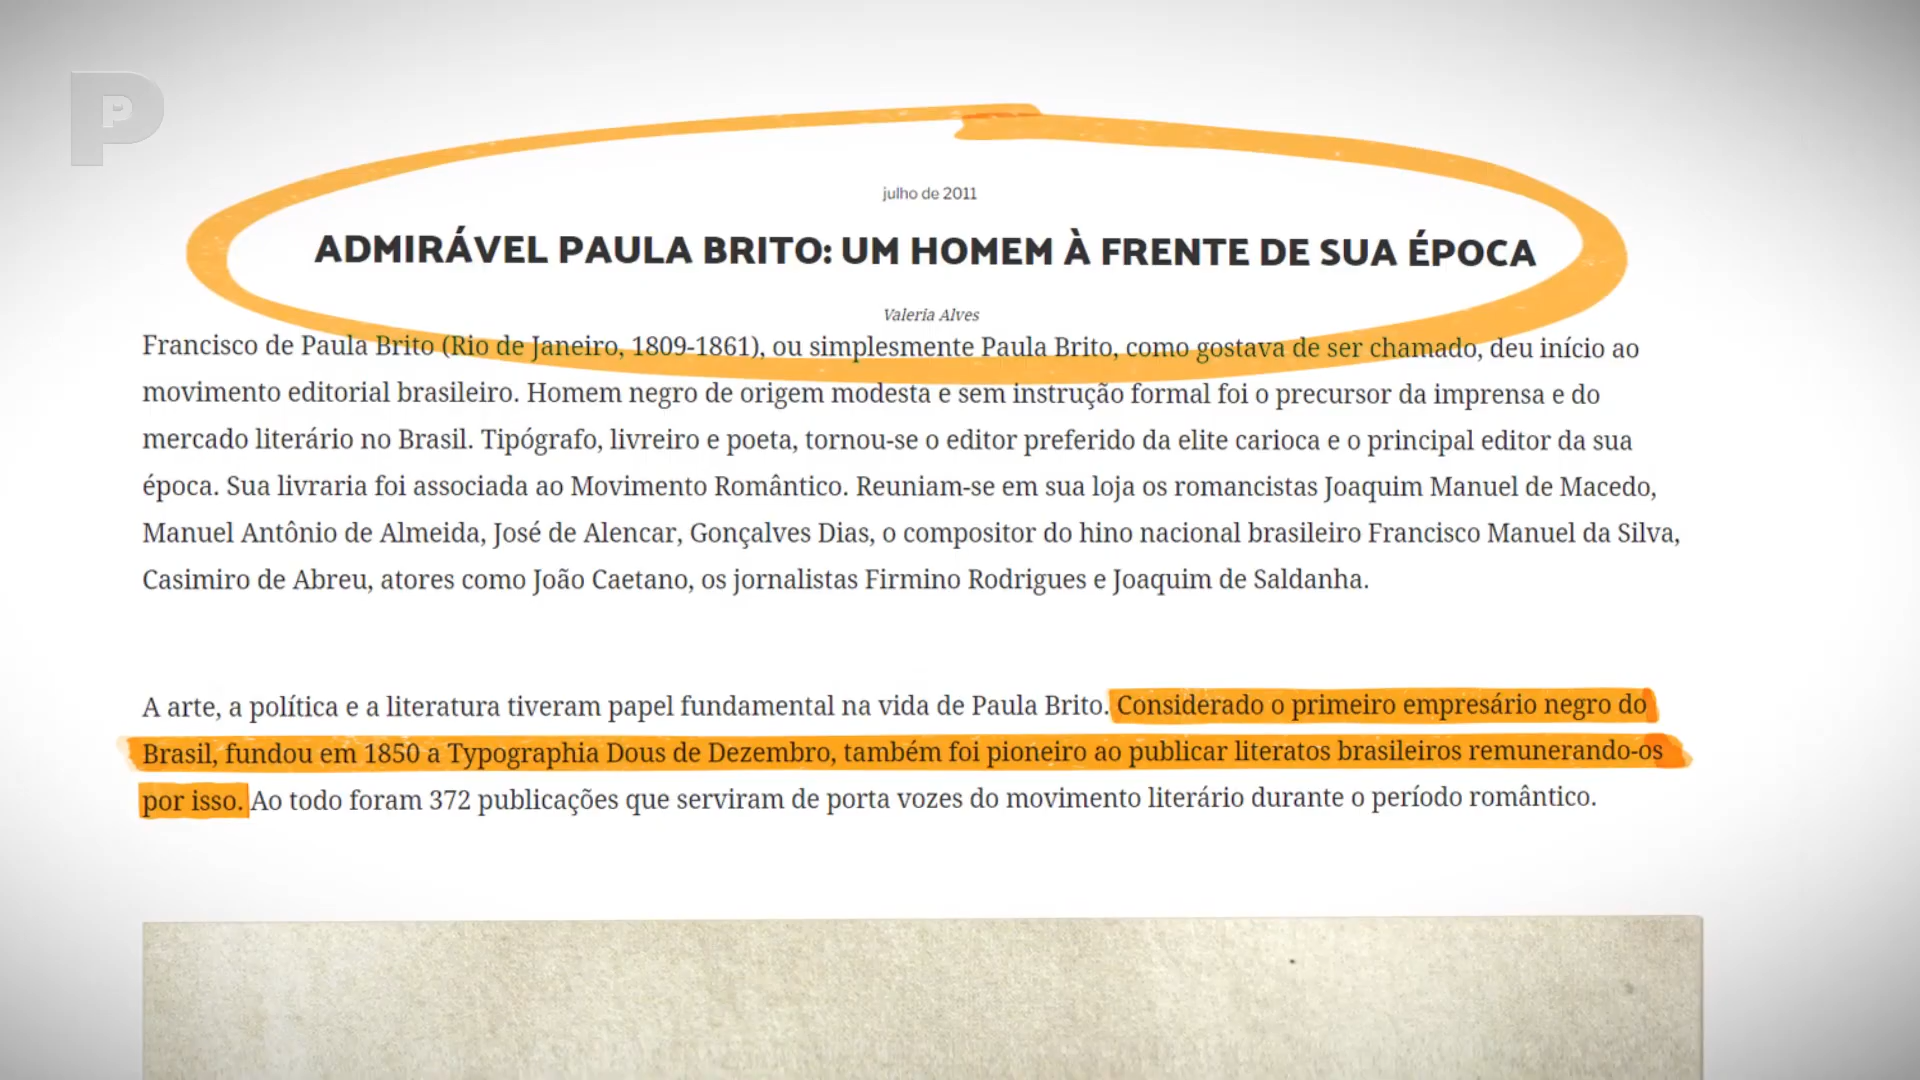 P
P
P
julho de 2011
ADMIRÁVEL PAULA BRITO: UM HOMEM À FRENTE DE SUA ÉPOCA
Valeria Alves
Francisco de Paula Brito (Rio de Janeiro, 1809-1861), ou simplesmente Paula Brito, como gostava de ser chamado, deu início ao
movimento editorial brasileiro. Homem negro de origem modesta e sem instrução formal foi o precursor da imprensa e do
mercado literário no Brasil. Tipógrafo, livreiro e poeta, tornou-se o editor preferido da elite carioca e o principal editor da sua
época. Sua livraria foi associada ao Movimento Romântico. Reuniam-se em sua loja os romancistas Joaquim Manuel de Macedo,
Manuel Antônio de Almeida, José de Alencar, Gonçalves Dias, o compositor do hino nacional brasileiro Francisco Manuel da Silva,
Casimiro de Abreu, atores como João Caetano, os jornalistas Firmino Rodrigues e Joaquim de Saldanha.
A arte, a política e a literatura tiveram papel fundamental na vida de Paula Brito. Considerado o primeiro empresário negro do
Brasil, fundou em 1850 a Typographia Dous de Dezembro, também foi pioneiro ao publicar literatos brasileiros remunerando-os
por isso. Ao todo foram 372 publicações que serviram de porta vozes do movimento literário durante o período romântico.